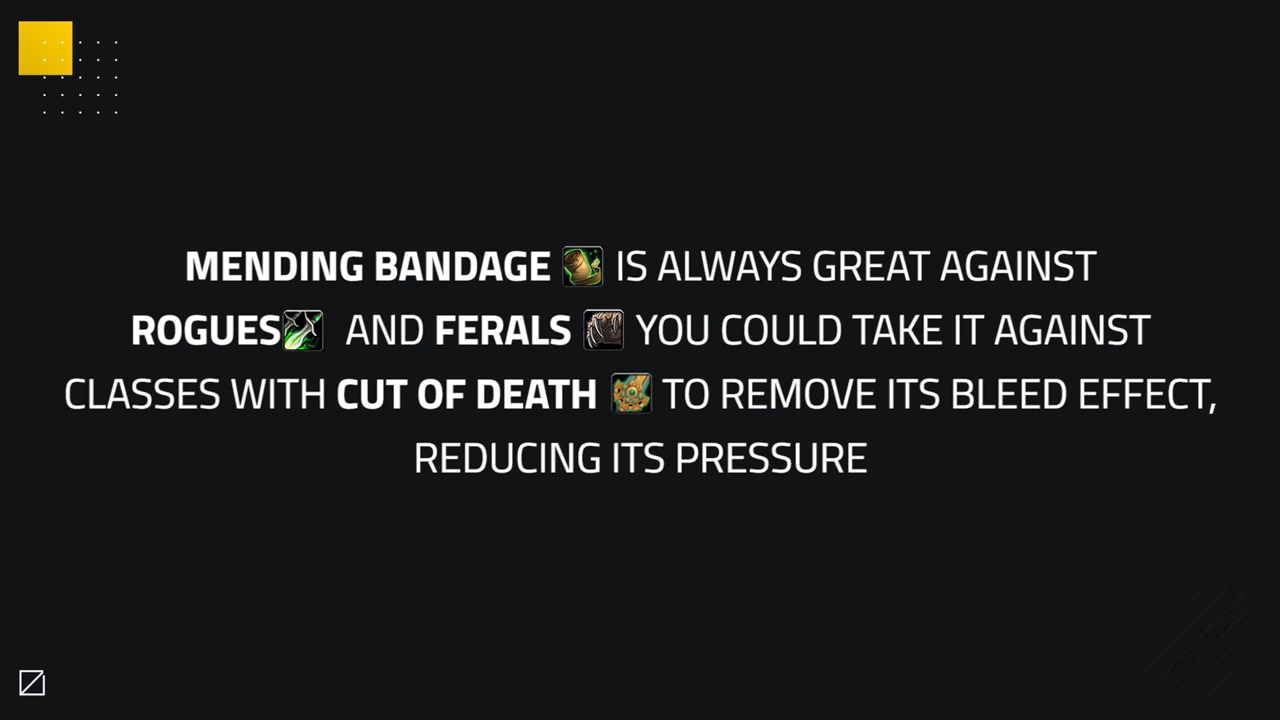 MENDING BANDAGE IS ALWAYS GREAT AGAINST
ROGUES AND FERALS YOU COULD TAKE IT AGAINST
CLASSES WITH CUT OF DEATH TO REMOVE ITS BLEED EFFECT,
REDUCING ITS PRESSURE